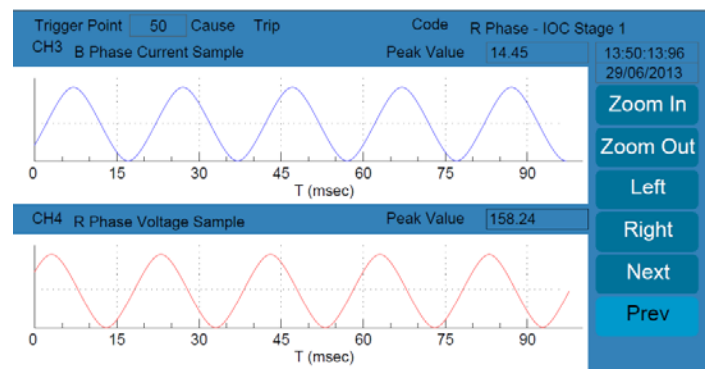 Trigger Point 50 Cause Trip Code R Phase - IOC Stage 1
CH3 B Phase Current Sample Peak Value 14.45
13:50:13:96
29/06/2013
0 15 30 45 60 75 90
T (msec)
CH4 R Phase Voltage Sample Peak Value 158.24
0 15 30 45 60 75 90
T (msec)
Zoom In
Zoom Out
Left
Right
Next
Prev